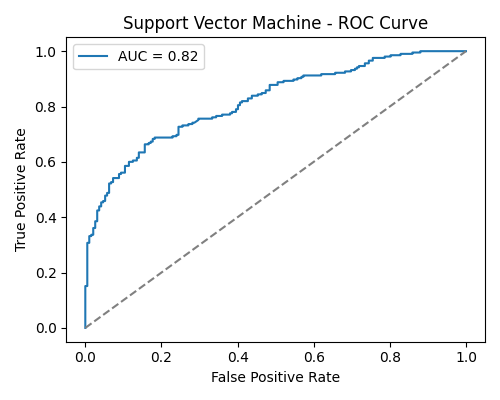 Support Vector Machine - ROC Curve
AUC = 0.82
True Positive Rate
1.0
0.8
0.6
0.4
0.2
0.0
0.0 0.2 0.4 0.6 0.8 1.0
False Positive Rate